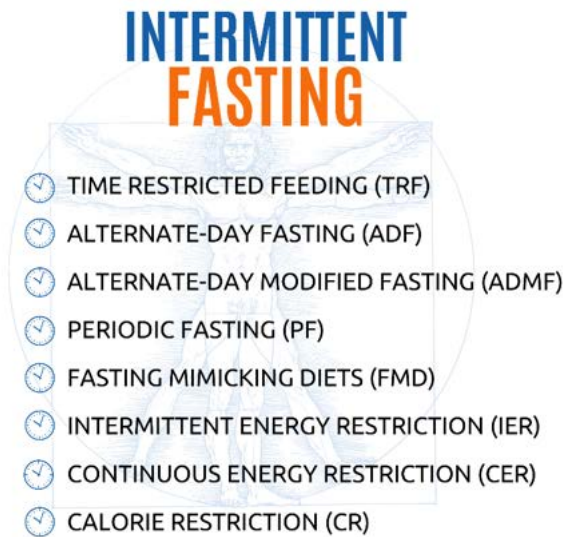 INTERMITTENT
FASTING
TIME RESTRICTED FEEDING (TRF)
ALTERNATE-DAY FASTING (ADF)
ALTERNATE-DAY MODIFIED FASTING (ADMF)
PERIODIC FASTING (PF)
FASTING MIMICKING DIETS (FMD)
INTERMITTENT ENERGY RESTRICTION (IER)
CONTINUOUS ENERGY RESTRICTION (CER)
CALORIE RESTRICTION (CR)